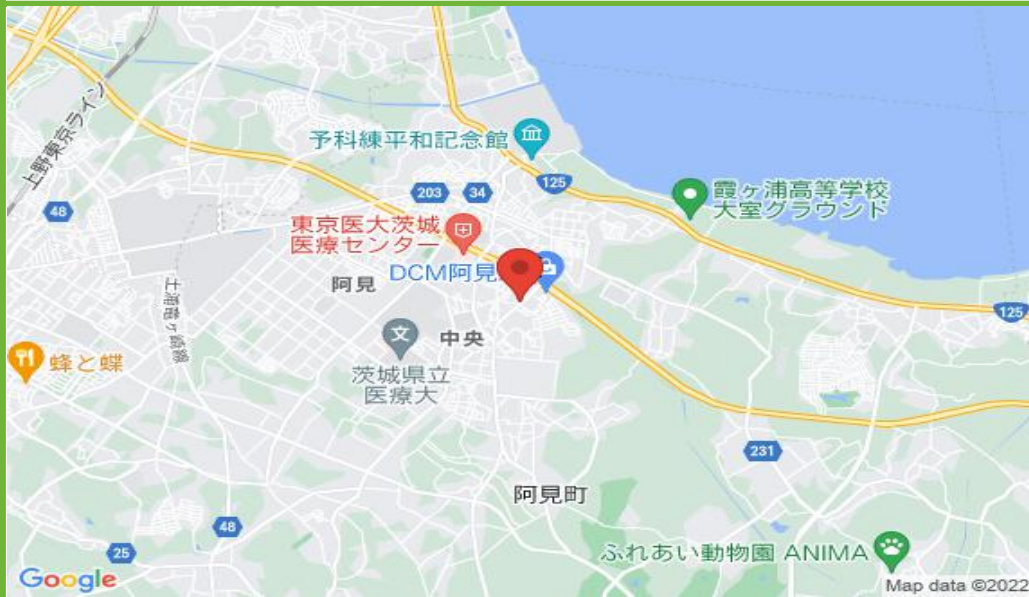 上野東京ライン
予科練平和記念館
203
34
125
48
霞ヶ浦高等学校
大室グラウンド
東京医大茨城
医療センター
DCM阿見
阿見
125
中央
蜂と蝶
茨城県立
医療大
231
阿見町
48
25
ふれあい動物園 ANIMA
Google
Map data ©2022